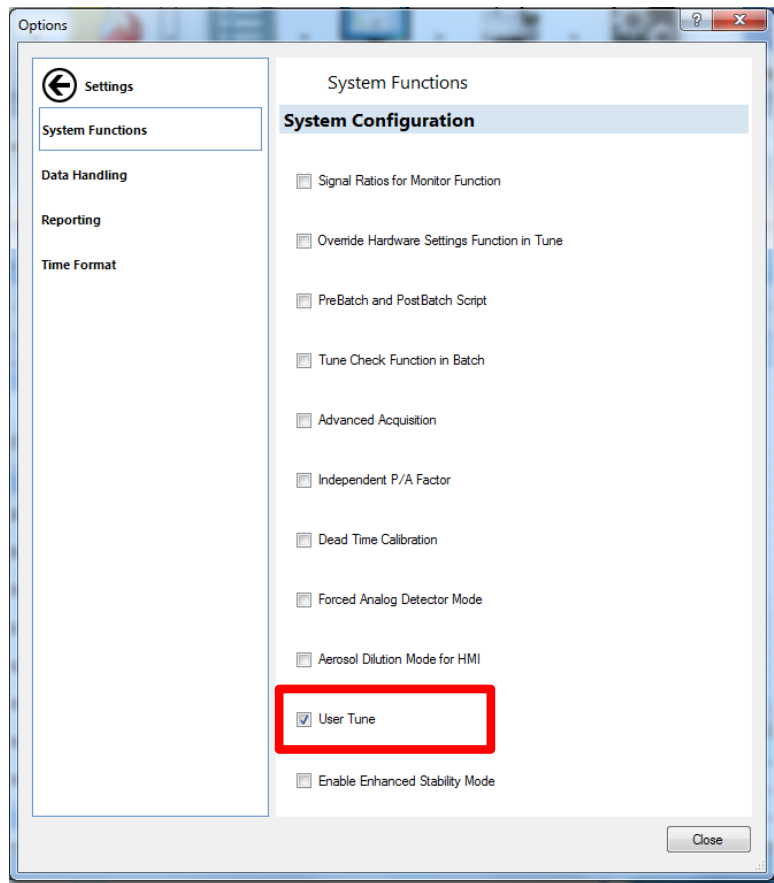 Options
Settings
System Functions
Data Handling
Reporting
Time Format
System Functions
System Configuration
Signal Ratios for Monitor Function
Override Hardware Settings Function in Tune
PreBatch and PostBatch Script
Tune Check Function in Batch
Advanced Acquisition
Independent P/A Factor
Dead Time Calibration
Forced Analog Detector Mode
Aerosol Dilution Mode for HMI
User Tune
Enable Enhanced Stability Mode
Close